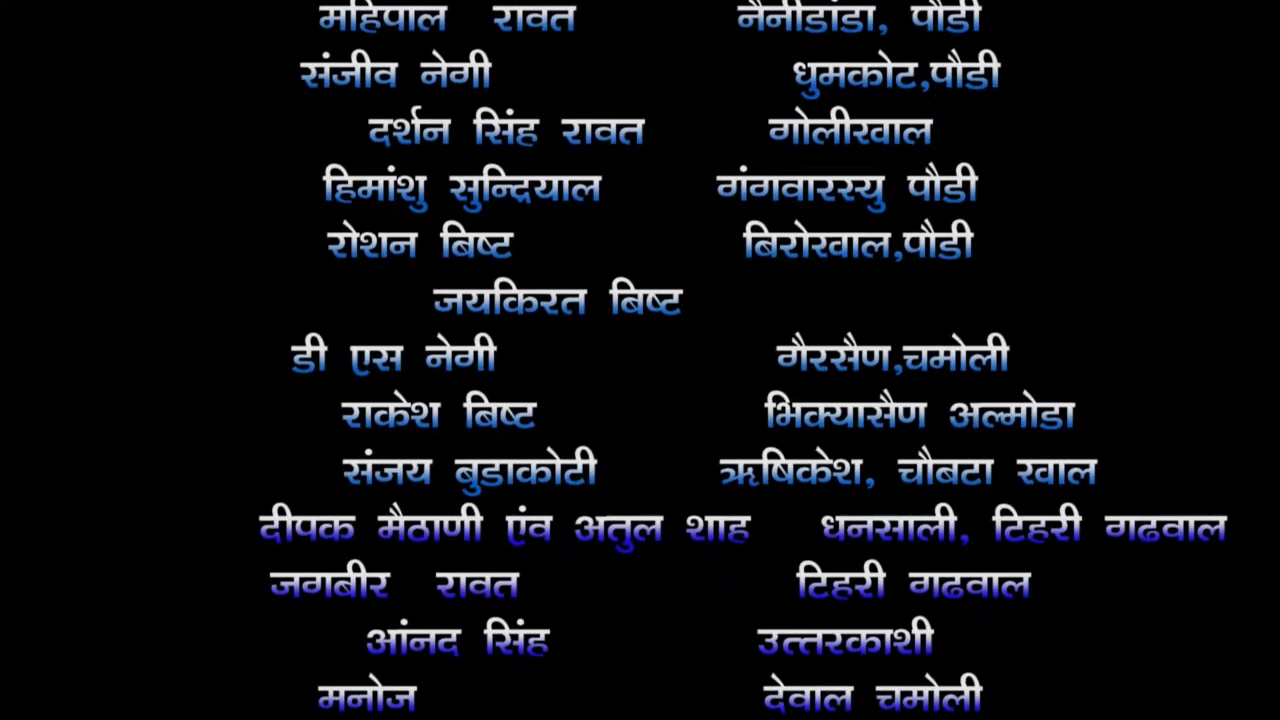 महिपाल रावत नैनीडांडा, पौडी
संजीव नेगी धुमकोट,पौडी
दर्शन सिंह रावत गोलीखाल
हिमांशु सुन्द्रियाल गंगवारस्यु पौडी
रोशन बिष्ट बिरोखाल,पौडी
जयकिरत बिष्ट
डी एस नेगी गैरसैण,चमोली
राकेश बिष्ट भिक्यासैण अल्मोडा
संजय बुडाकोटी ऋषिकेश, चौबटा खाल
दीपक मैठाणी एंव अतुल शाह धनसाली, टिहरी गढवाल
जगबीर रावत टिहरी गढवाल
आंनद सिंह उत्तरकाशी
मनोज देवाल चमोली